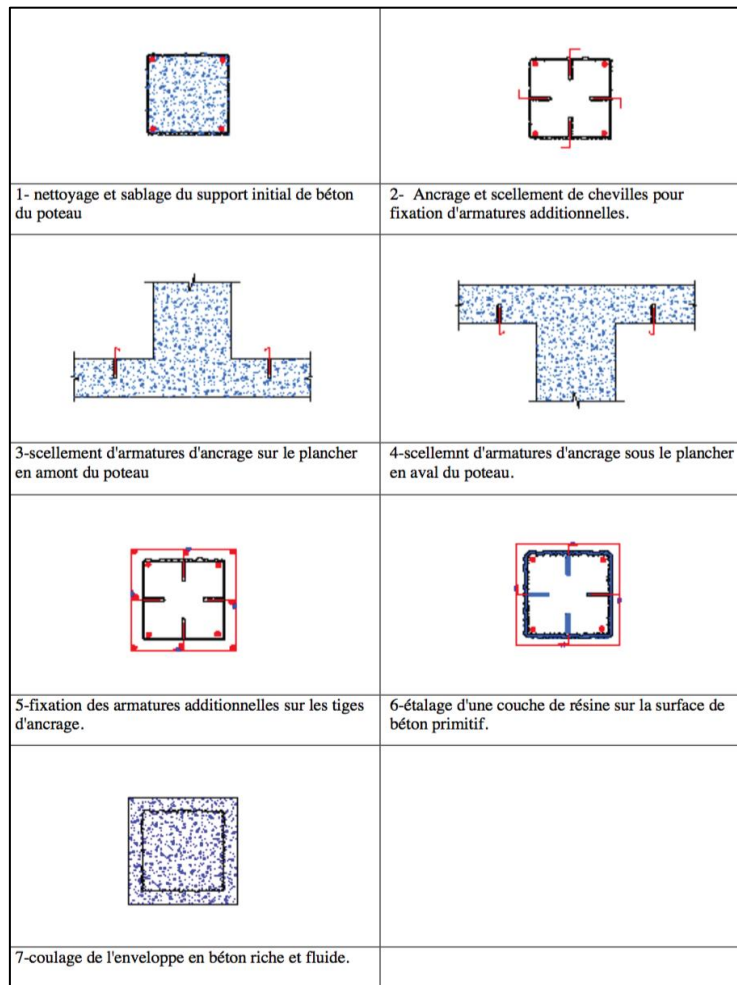 1- nettoyage et sablage du support initial de béton
du poteau
2- Ancrage et scellement de chevilles pour
fixation d'armatures additionnelles.
3-scellement d'armatures d'ancrage sur le plancher
en amont du poteau
4-scellemnt d'armatures d'ancrage sous le plancher
en aval du poteau.
5-fixation des armatures additionnelles sur les tiges
d'ancrage.
6-étalage d'une couche de résine sur la surface de
béton primitif.
7-coulage de l'enveloppe en béton riche et fluide.